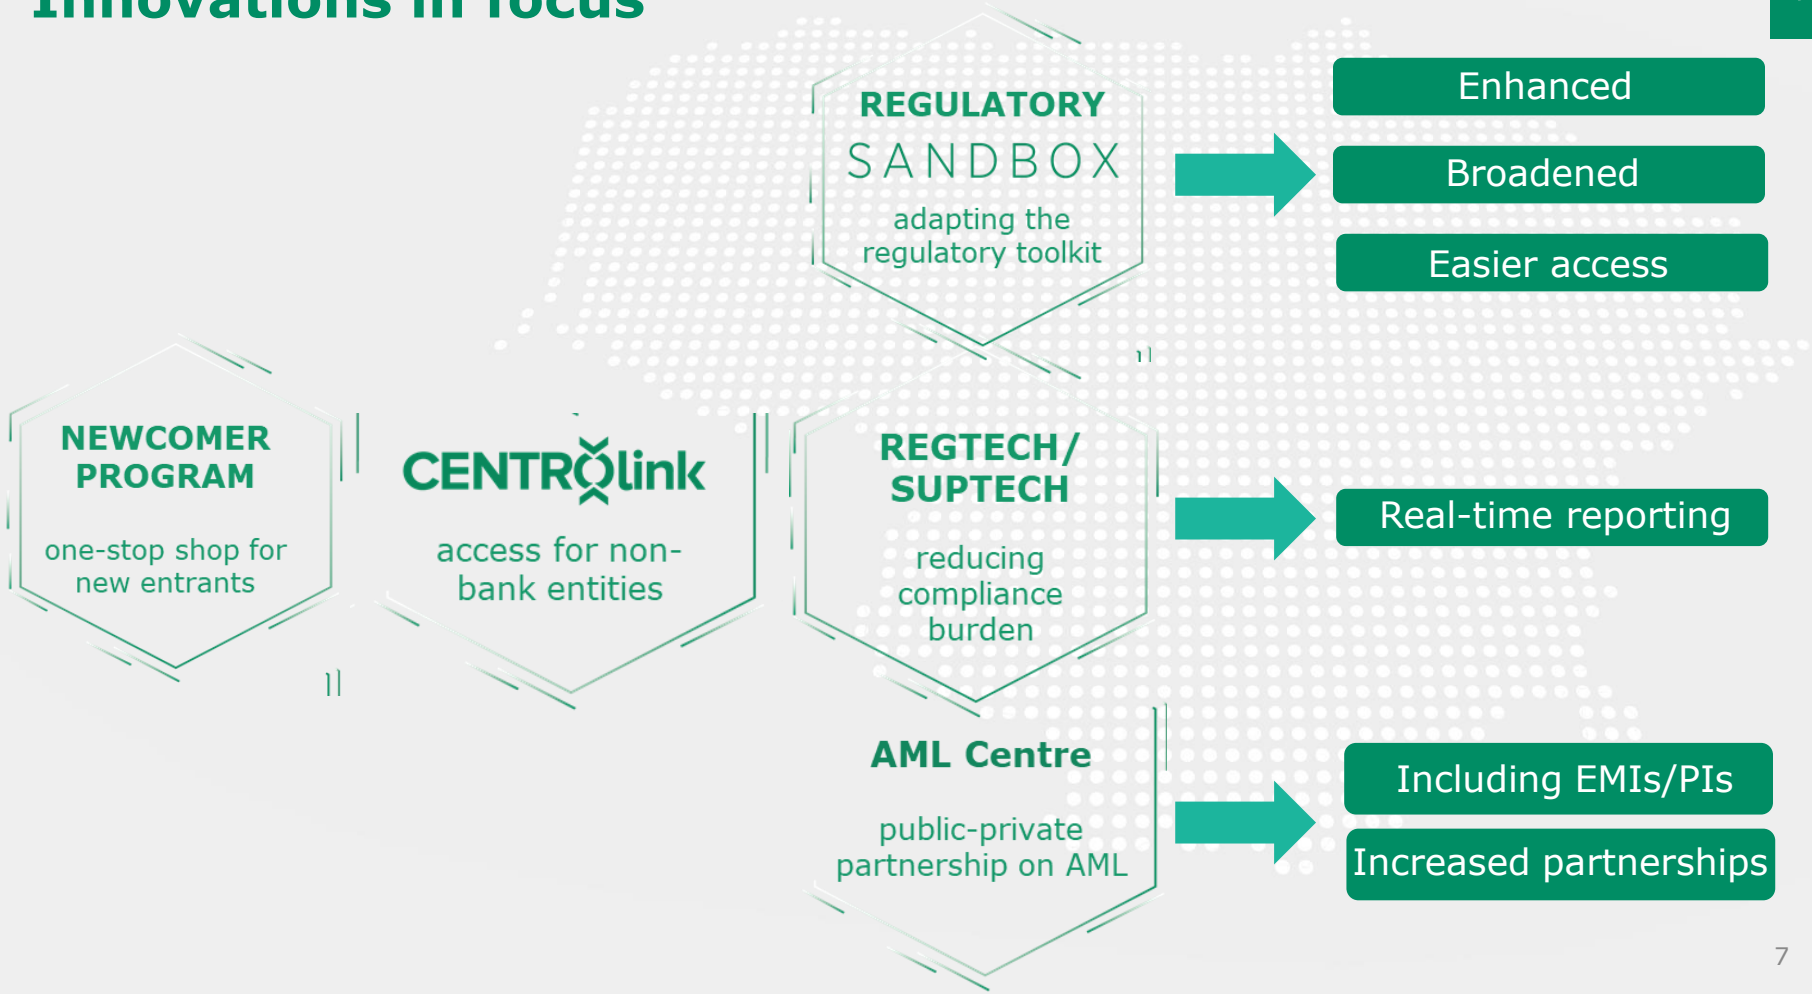 Innovations in focus
REGULATORY
SANDBOX
adapting the
regulatory toolkit
Enhanced
Broadened
Easier access
NEWCOMER
PROGRAM
one-stop shop for
new entrants
CENTROlink
access for non-
bank entities
REGTECH/
SUPTECH
reducing
compliance
burden
Real-time reporting
AML Centre
public-private
partnership on AML
Including EMIs/PIs
Increased partnerships
7